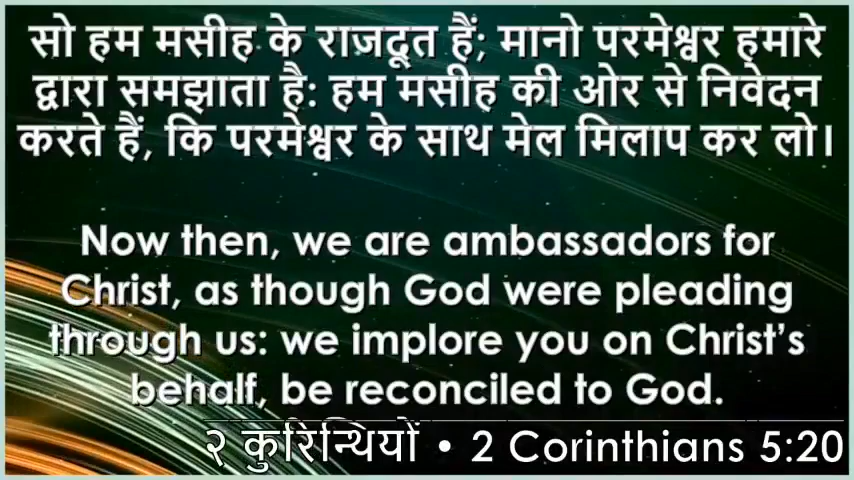 सो हम मसीह के राजदूत हैं; मानो परमेश्वर हमारे
द्वारा समझाता है: हम मसीह की ओर से निवेदन
करते हैं, कि परमेश्वर के साथ मेल मिलाप कर लो।
Now then, we are ambassadors for
Christ, as though God were pleading
through us: we implore you on Christ’s
behalf, be reconciled to God.
२ कुरिन्थियों • 2 Corinthians 5:20